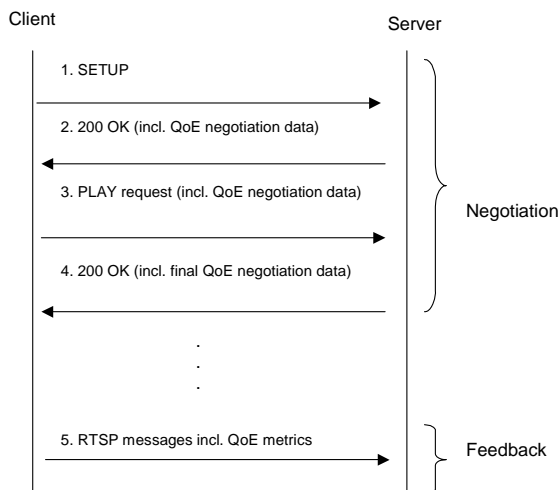 Client
Server
1. SETUP
2. 200 OK (incl. QoE negotiation data)
3. PLAY request (incl. QoE negotiation data)
Negotiation
4. 200 OK (incl. final QoE negotiation data)
.
.
.
5. RTSP messages incl. QoE metrics
Feedback